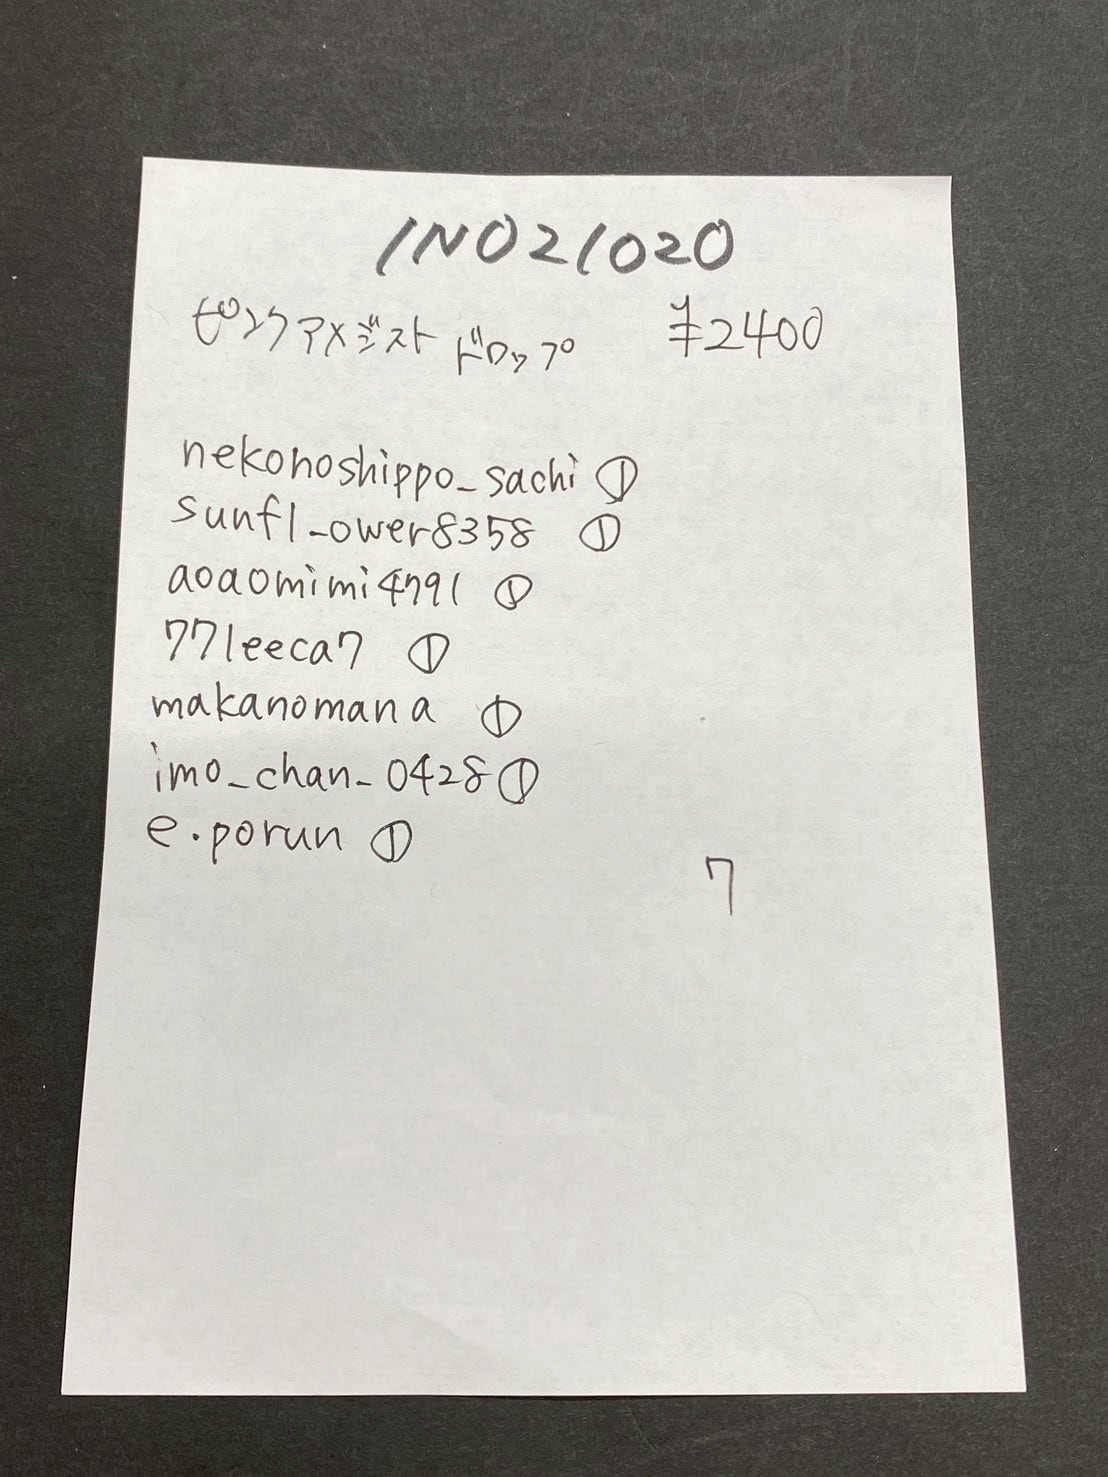 INO21020
ピンクアメジスト ドロップ ¥2400
nekonoshippo_sachi ①
sunfl_ower8358 ①
aoaomimi4791 ①
77leeca7 ①
makanomana ①
imo_chan_0428 ①
e.porun ①
7